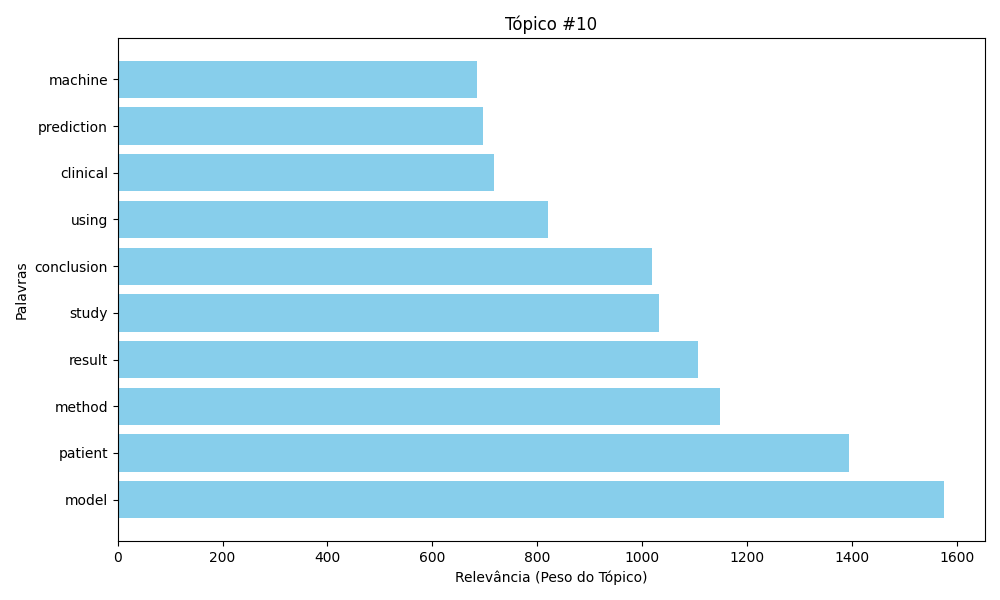 Tópico #10
machine
prediction
clinical
using
conclusion
study
result
method
patient
model
Palavras
0 200 400 600 800 1000 1200 1400 1600
Relevância (Peso do Tópico)